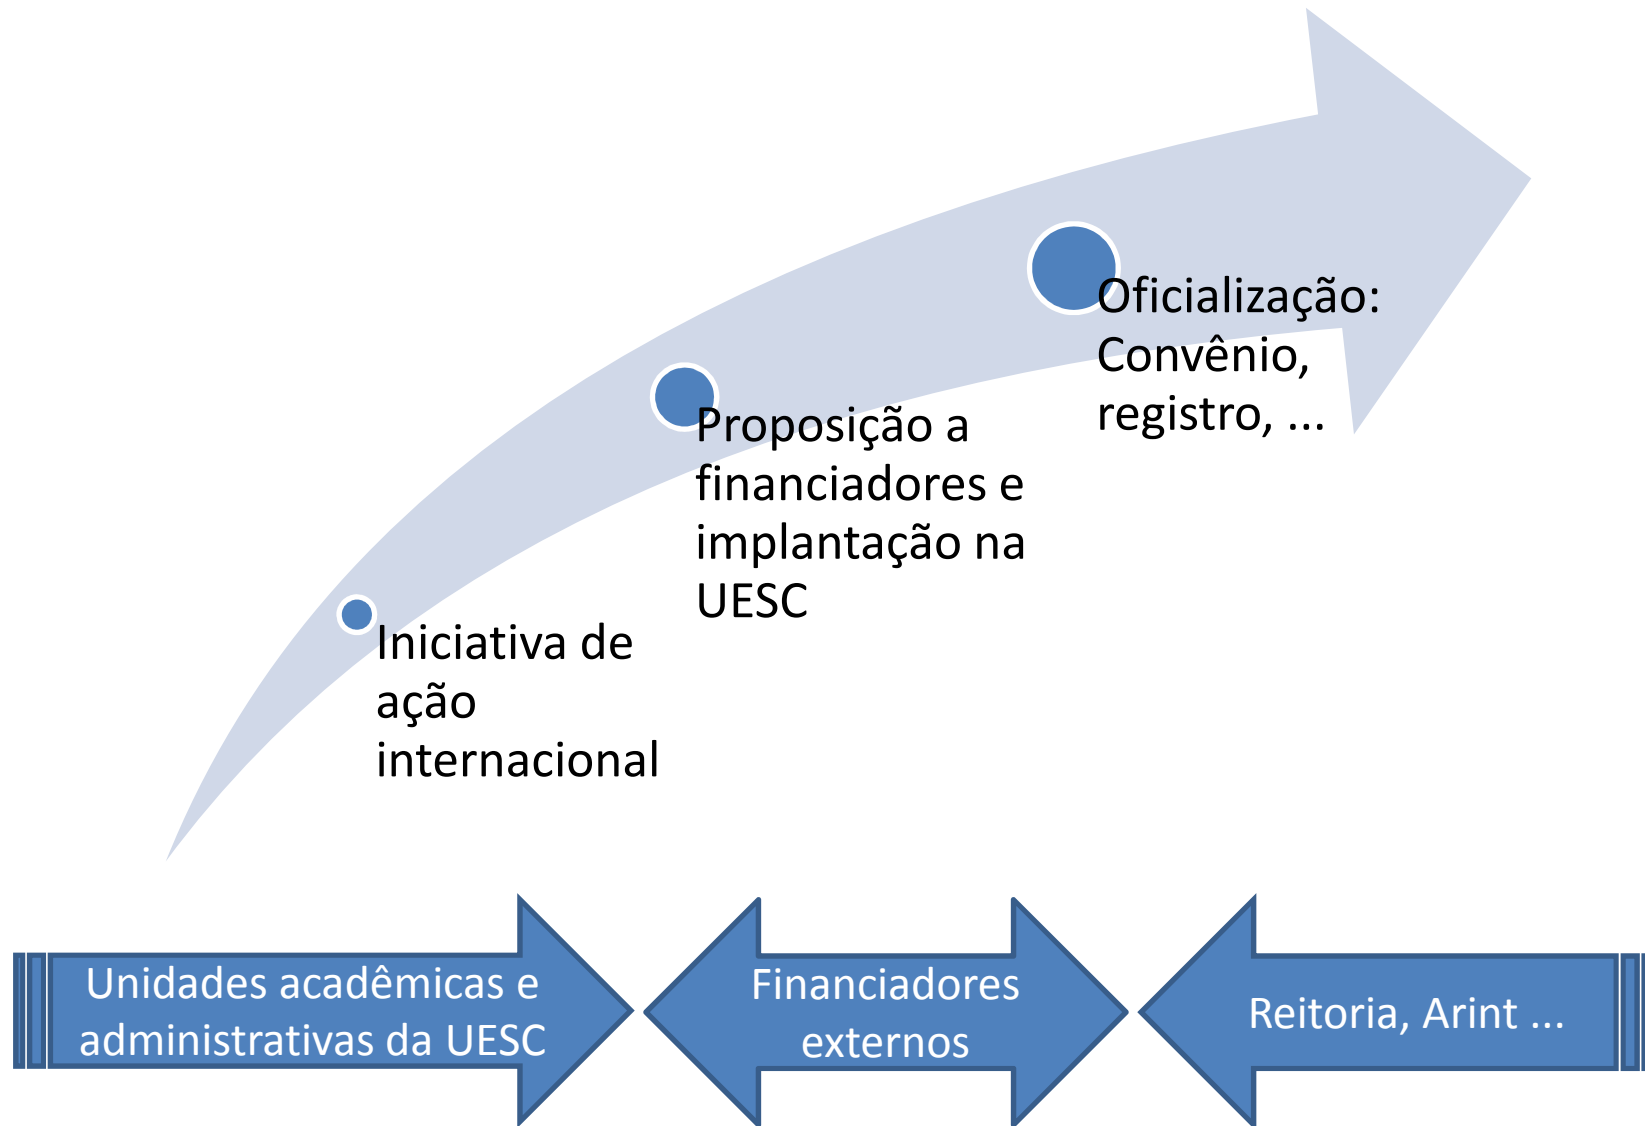 Oficialização:
Convênio,
registro, ...
Proposição a
financiadores e
implantação na
UESC
Iniciativa de
ação
internacional
Unidades acadêmicas e
administrativas da UESC
Financiadores
externos
Reitoria, Arint ...